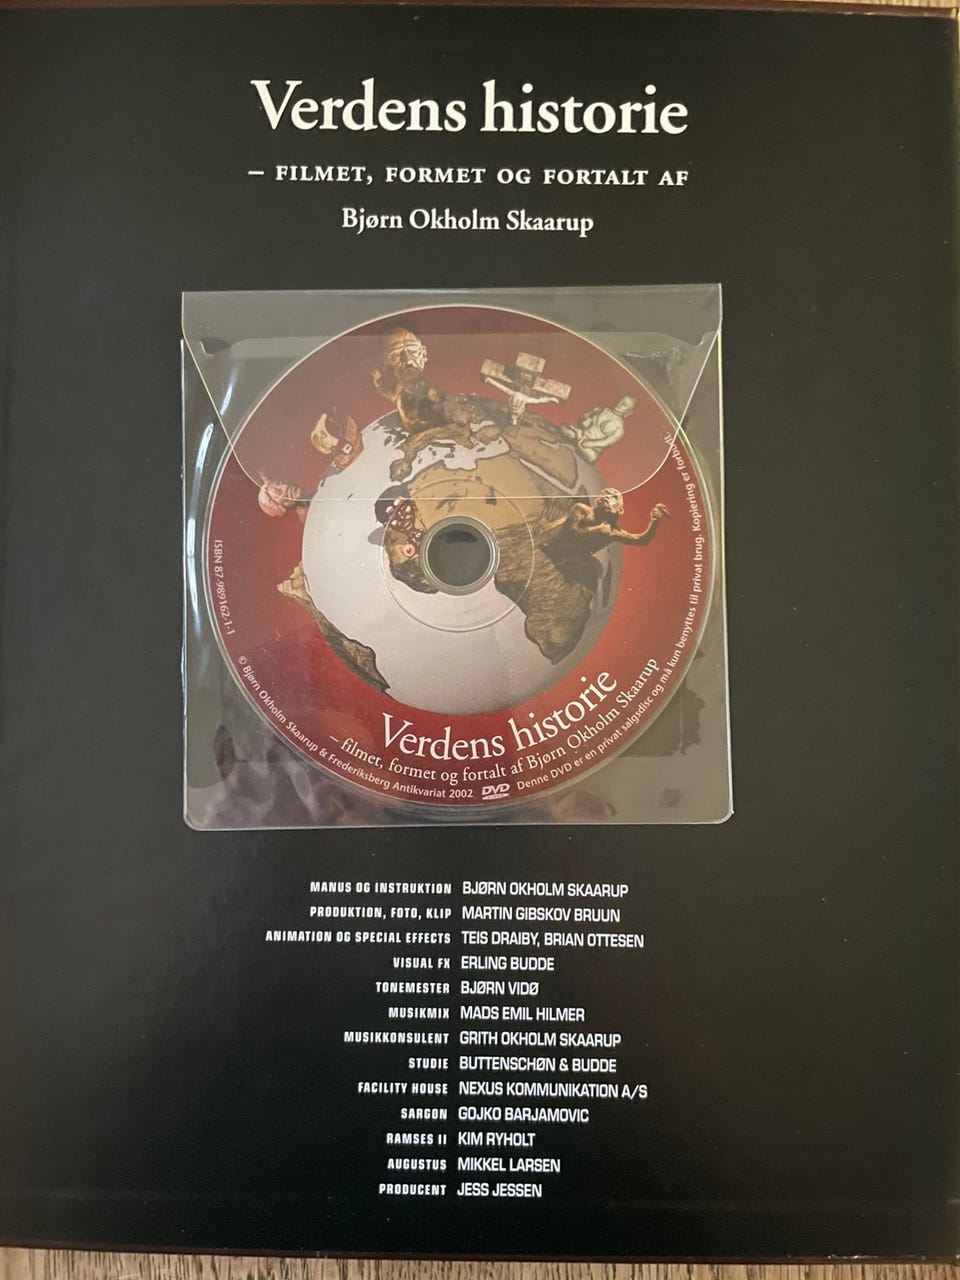 Verdens historie
– FILMET, FORMET OG FORTALT AF
Bjørn Okholm Skaarup
ISBN 87-989162-1-1
© Bjørn Okholm Skaarup & Frederiksberg Antikvariat 2002
DVD
Denne DVD er en privat salgsdisc og må kun benyttes til privat brug. Kopiering er forbudt.
Verdens historie
– filmet, formet og fortalt af Bjørn Okholm Skaarup
MANUS OG INSTRUKTION BJØRN OKHOLM SKAARUP
PRODUKTION, FOTO, KLIP MARTIN GIBSKOV BRUUN
ANIMATION OG SPECIAL EFFECTS TEIS DRAIBY, BRIAN OTTESEN
VISUAL FX ERLING BUDDE
TONEMESTER BJØRN VIDØ
MUSIKMIX MADS EMIL HILMER
MUSIKKONSULENT GRITH OKHOLM SKAARUP
STUDIE BUTTENSCHØN & BUDDE
FACILITY HOUSE NEXUS KOMMUNIKATION A/S
SARGON GOJKO BARJAMOVIC
RAMSES II KIM RYHOLT
AUGUSTUS MIKKEL LARSEN
PRODUCENT JESS JESSEN